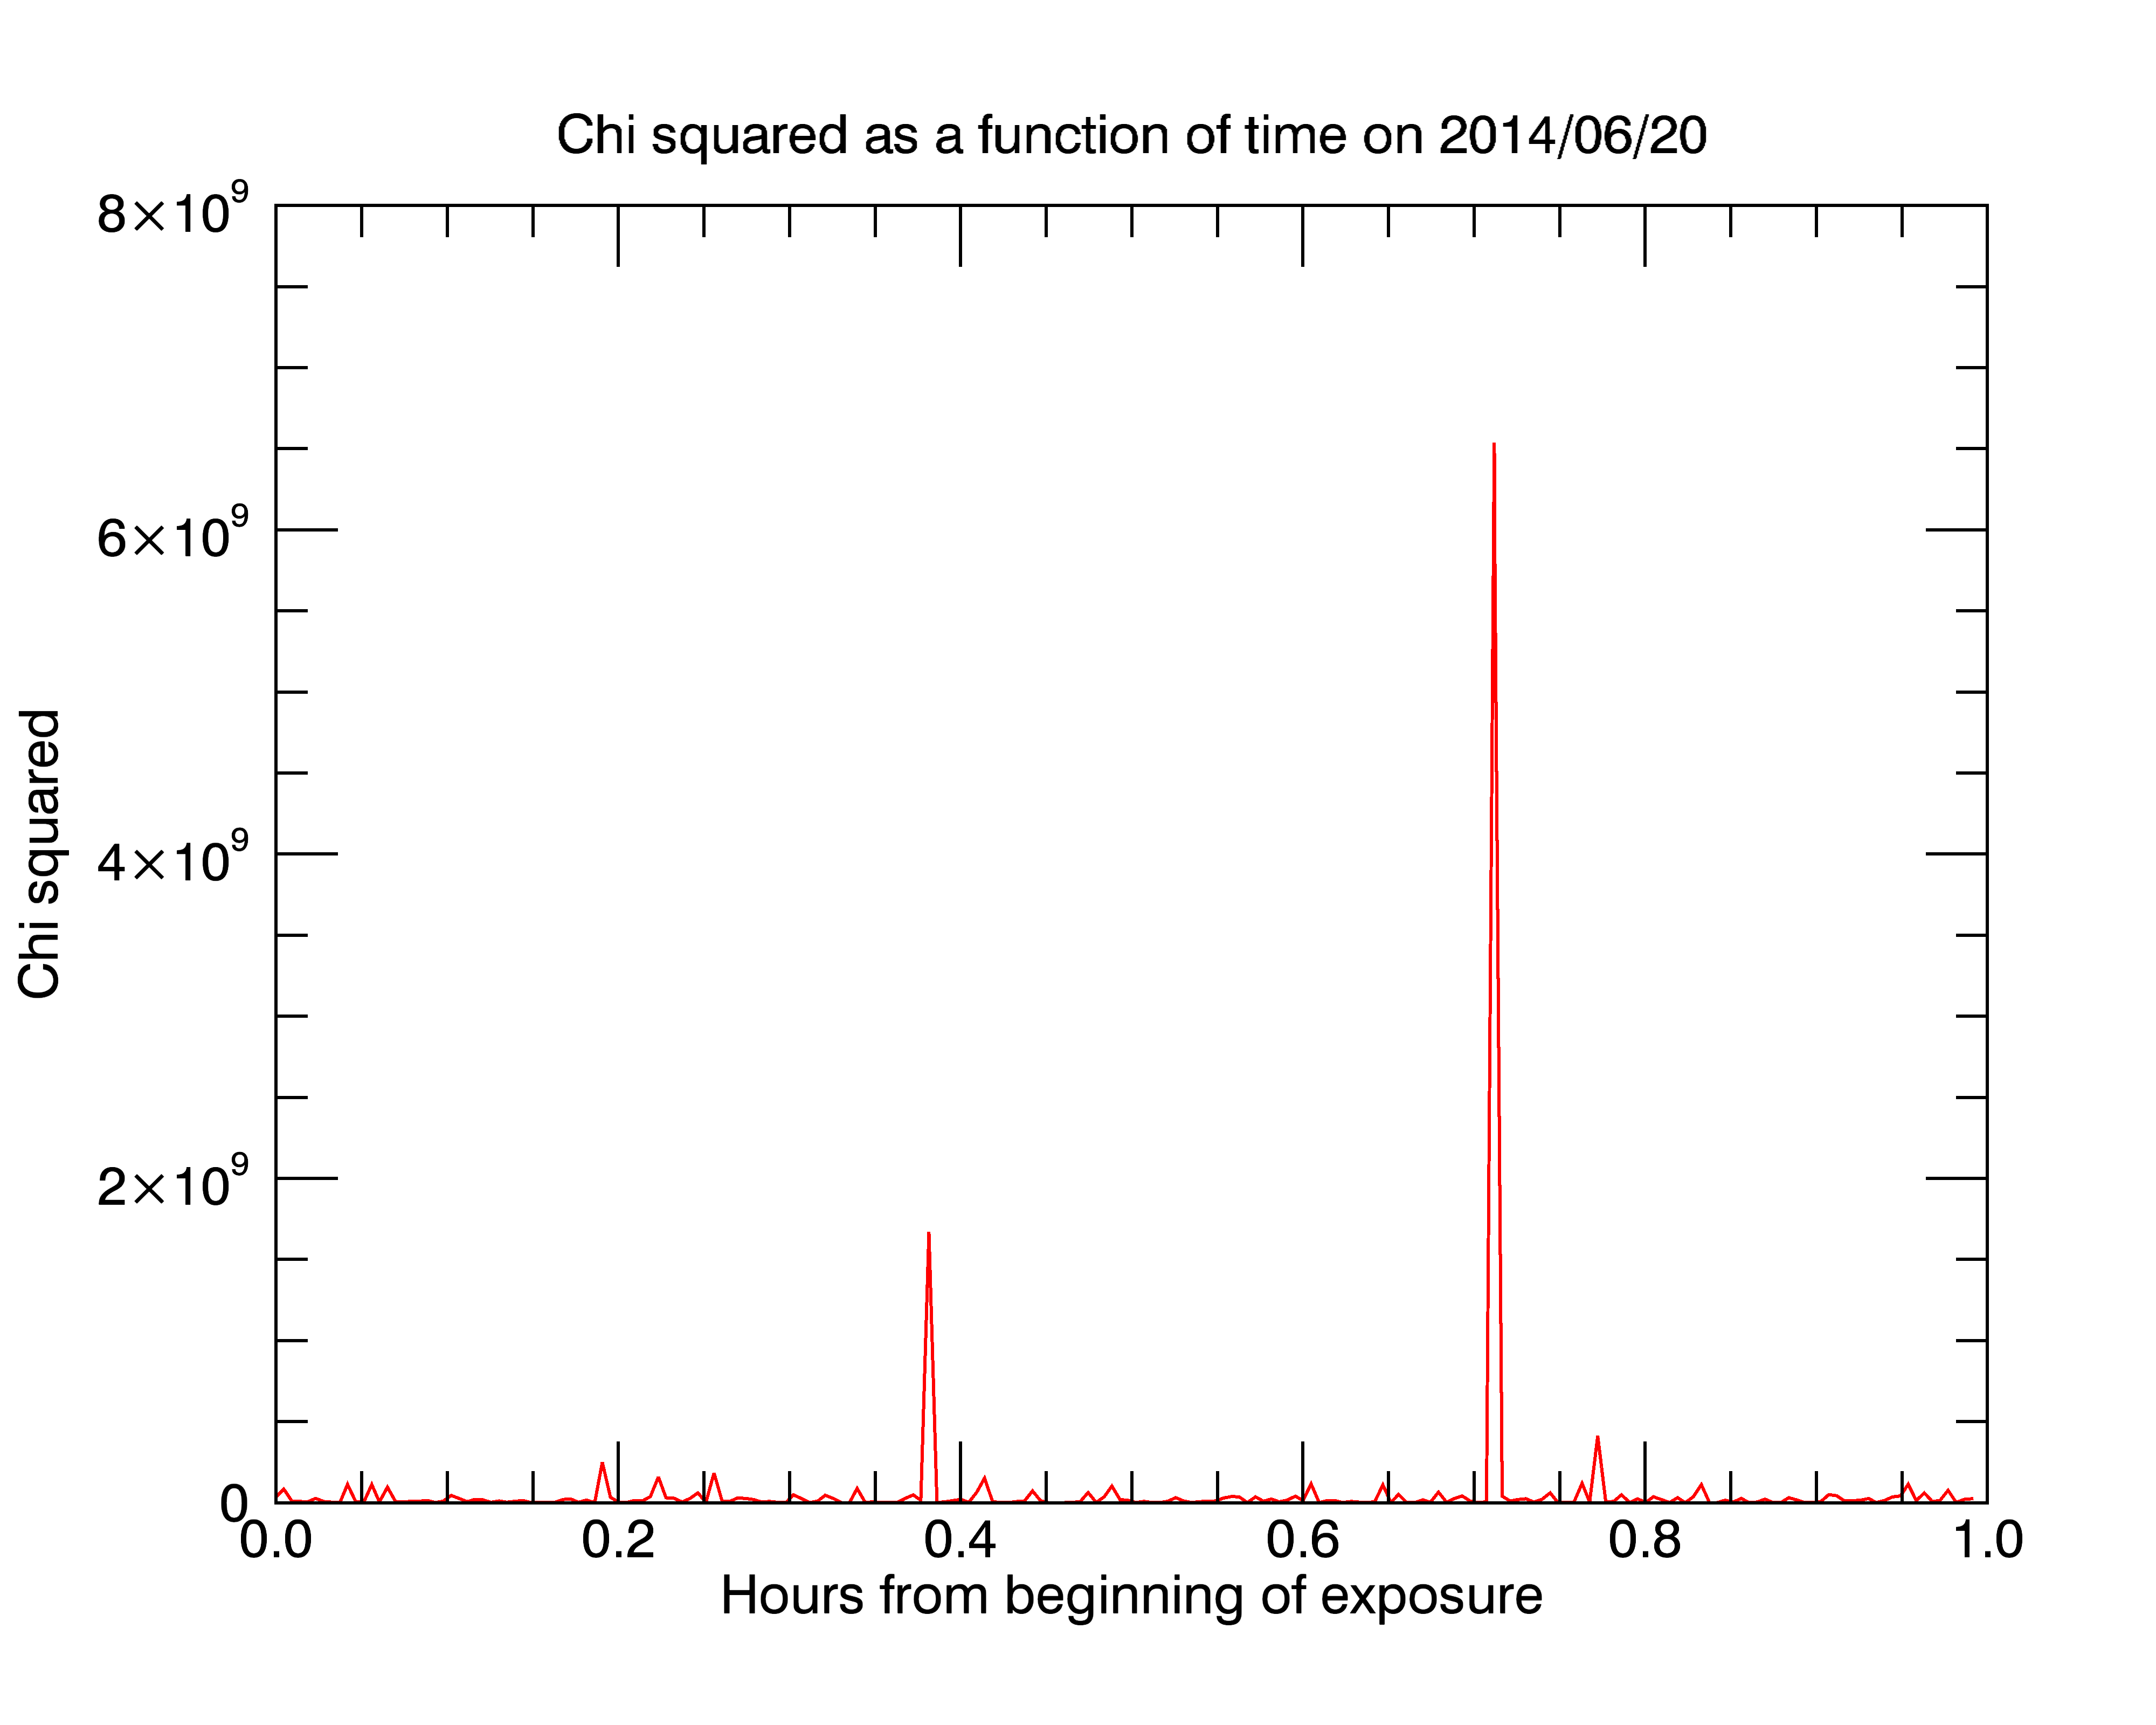 Chi squared as a function of time on 2014/06/20
8×10⁹
6×10⁹
4×10⁹
2×10⁹
0
Chi squared
0.0 0.2 0.4 0.6 0.8 1.0
Hours from beginning of exposure